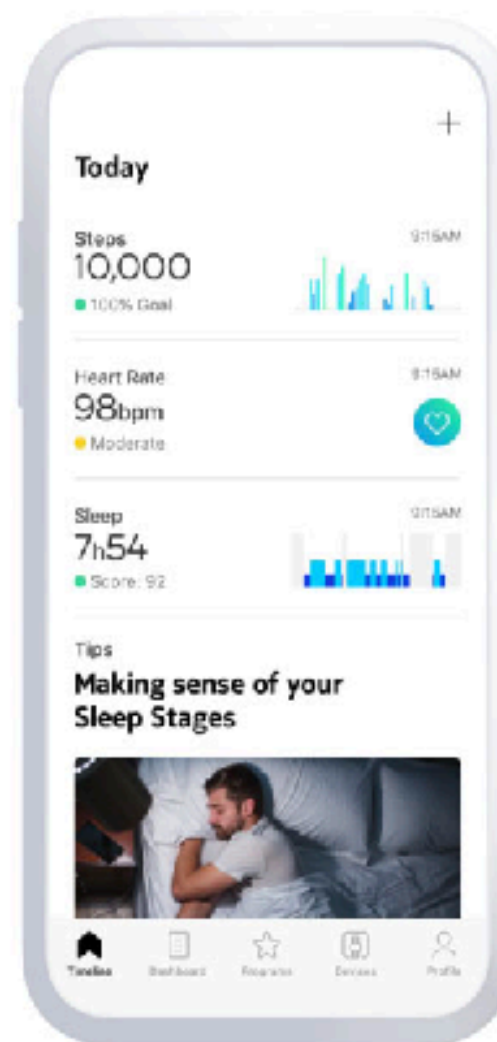 Today
Steps
9:15AM
10,000
100% Goal
Heart Rate
9:15AM
98bpm
Moderate
Sleep
9:15AM
7h54
Score: 92
Tips
Making sense of your
Sleep Stages
Timeline
Dashboard
Programs
Devices
Profile